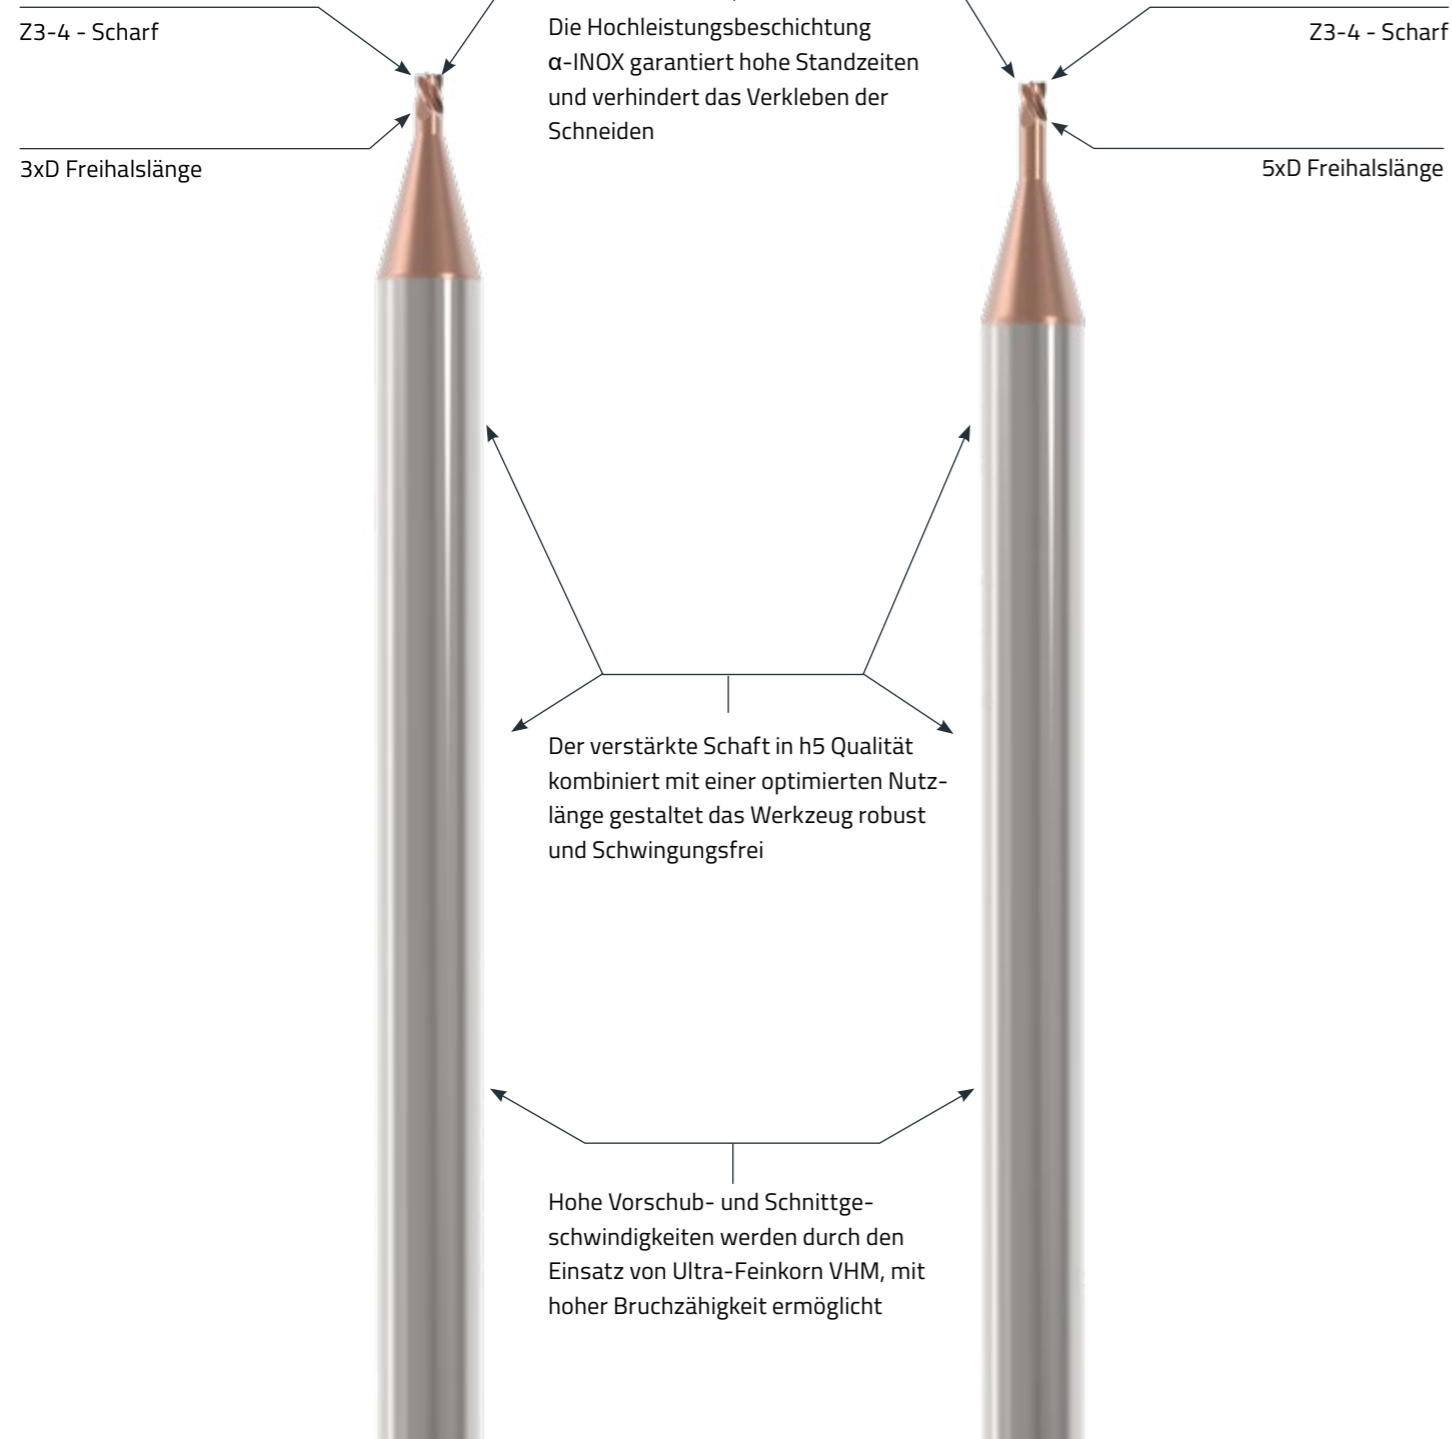 Z3-4 - Scharf
3xD Freihalslänge
Die Hochleistungsbeschichtung
α-INOX garantiert hohe Standzeiten
und verhindert das Verkleben der
Schneiden
Z3-4 - Scharf
5xD Freihalslänge
Der verstärkte Schaft in h5 Qualität
kombiniert mit einer optimierten Nutz-
länge gestaltet das Werkzeug robust
und Schwingungsfrei
Hohe Vorschub- und Schnittge-
schwindigkeiten werden durch den
Einsatz von Ultra-Feinkorn VHM, mit
hoher Bruchzähigkeit ermöglicht